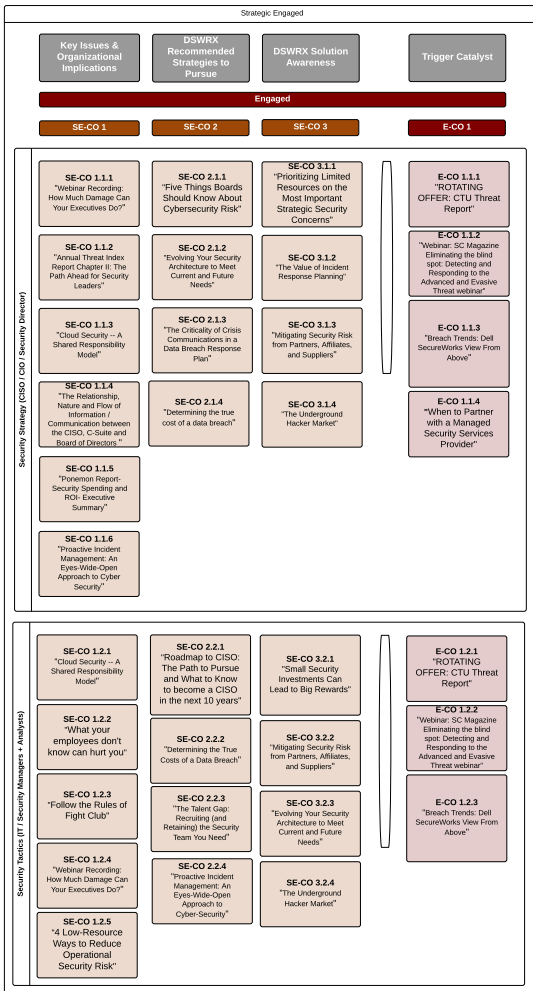 Strategic Engaged
Key Issues &
Organizational
Implications
DSWRX
Recommended
Strategies to
Pursue
DSWRX Solution
Awareness
Trigger Catalyst
Engaged
SE-CO 1
SE-CO 2
SE-CO 3
E-CO 1
Security Strategy (CISO / CIO / Security Director)
SE-CO 1.1.1
"Webinar Recording:
How Much Damage Can
Your Executives Do?"
SE-CO 1.1.2
"Annual Threat Index
Report Chapter II: The
Path Ahead for Security
Leaders"
SE-CO 1.1.3
"Cloud Security -- A
Shared Responsibility
Model"
SE-CO 1.1.4
"The Relationship,
Nature and Flow of
Information /
Communication between
the CISO, C-Suite and
Board of Directors "
SE-CO 1.1.5
"Ponemon Report-
Security Spending and
ROI- Executive
Summary"
SE-CO 1.1.6
"Proactive Incident
Management: An
Eyes-Wide-Open
Approach to Cyber
Security"
SE-CO 2.1.1
"Five Things Boards
Should Know About
Cybersecurity Risk"
SE-CO 2.1.2
"Evolving Your Security
Architecture to Meet
Current and Future
Needs"
SE-CO 2.1.3
"The Criticality of Crisis
Communications in a
Data Breach Response
Plan"
SE-CO 2.1.4
"Determining the true
cost of a data breach"
SE-CO 3.1.1
"Prioritizing Limited
Resources on the
Most Important
Strategic Security
Concerns"
SE-CO 3.1.2
"The Value of Incident
Response Planning"
SE-CO 3.1.3
"Mitigating Security Risk
from Partners, Affiliates,
and Suppliers"
SE-CO 3.1.4
"The Underground
Hacker Market"
E-CO 1.1.1
"ROTATING
OFFER: CTU Threat
Report"
E-CO 1.1.2
"Webinar: SC Magazine
Eliminating the blind
spot: Detecting and
Responding to the
Advanced and Evasive
Threat webinar"
E-CO 1.1.3
"Breach Trends: Dell
SecureWorks View From
Above"
E-CO 1.1.4
"When to Partner
with a Managed
Security Services
Provider"
Security Tactics (IT / Security Managers + Analysts)
SE-CO 1.2.1
"Cloud Security -- A
Shared Responsibility
Model"
SE-CO 1.2.2
"What your
employees don't
know can hurt you"
SE-CO 1.2.3
"Follow the Rules of
Fight Club"
SE-CO 1.2.4
"Webinar Recording:
How Much Damage Can
Your Executives Do?"
SE-CO 1.2.5
"4 Low-Resource
Ways to Reduce
Operational
Security Risk"
SE-CO 2.2.1
"Roadmap to CISO:
The Path to Pursue
and What to Know
to become a CISO
in the next 10 years"
SE-CO 2.2.2
"Determining the True
Costs of a Data Breach"
SE-CO 2.2.3
"The Talent Gap:
Recruiting (and
Retaining) the Security
Team You Need"
SE-CO 2.2.4
"Proactive Incident
Management: An
Eyes-Wide-Open
Approach to
Cyber-Security"
SE-CO 3.2.1
"Small Security
Investments Can
Lead to Big Rewards"
SE-CO 3.2.2
"Mitigating Security Risk
from Partners, Affiliates,
and Suppliers"
SE-CO 3.2.3
"Evolving Your Security
Architecture to Meet
Current and Future
Needs"
SE-CO 3.2.4
"The Underground
Hacker Market"
E-CO 1.2.1
"ROTATING
OFFER: CTU Threat
Report"
E-CO 1.2.2
"Webinar: SC Magazine
Eliminating the blind
spot: Detecting and
Responding to the
Advanced and Evasive
Threat webinar"
E-CO 1.2.3
"Breach Trends: Dell
SecureWorks View From
Above"